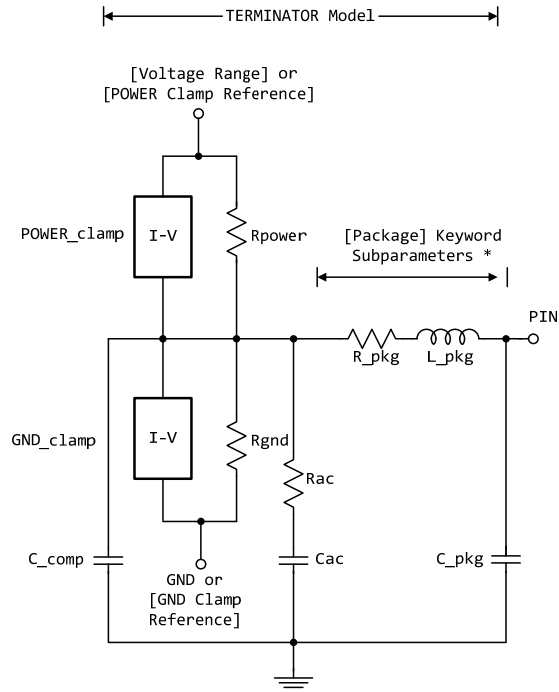 TERMINATOR Model
[Voltage Range] or
[POWER Clamp Reference]
POWER_clamp
I-V
Rpower
[Package] Keyword
Subparameters *
PIN
R_pkg
L_pkg
GND_clamp
I-V
Rgnd
Rac
C_comp
Cac
C_pkg
GND or
[GND Clamp
Reference]